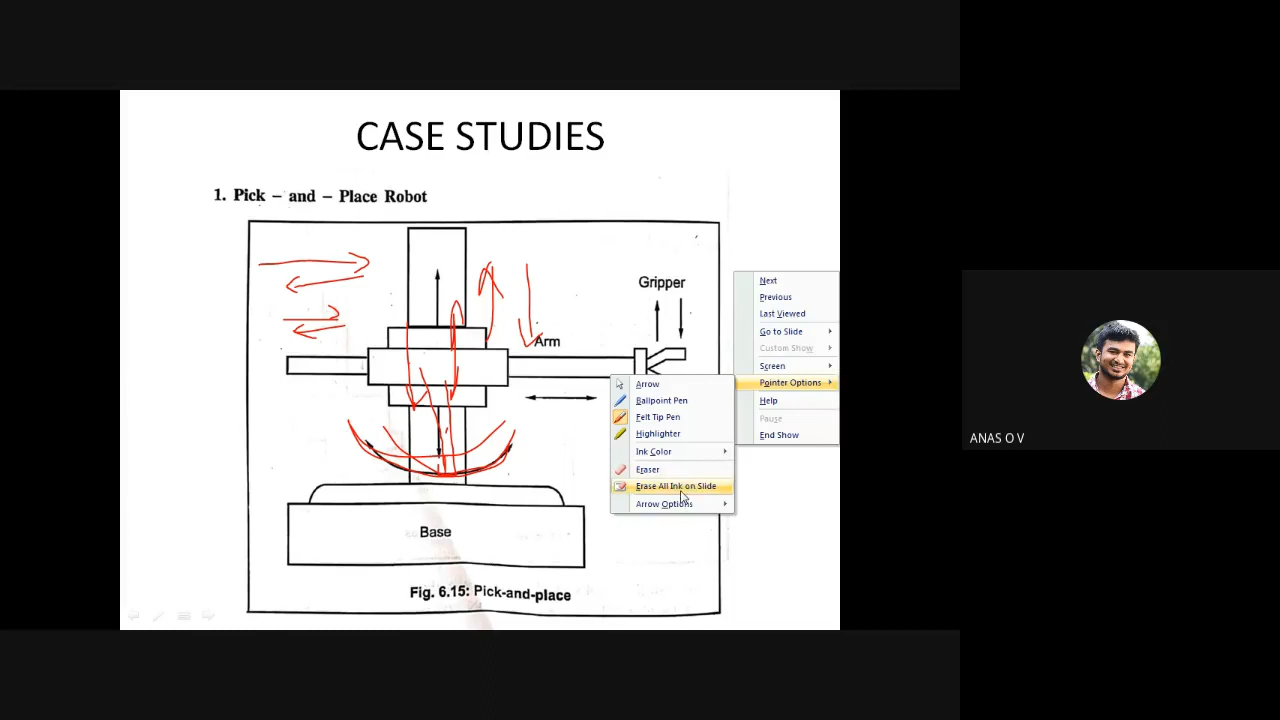 CASE STUDIES
1. Pick – and – Place Robot
Gripper
Arm
Base
Fig. 6.15: Pick-and-place
Next
Previous
Last Viewed
Go to Slide
Custom Show
Screen
Pointer Options
Help
Pause
End Show
Arrow
Ballpoint Pen
Felt Tip Pen
Highlighter
Ink Color
Eraser
Erase All Ink on Slide
Arrow Options
ANAS O V